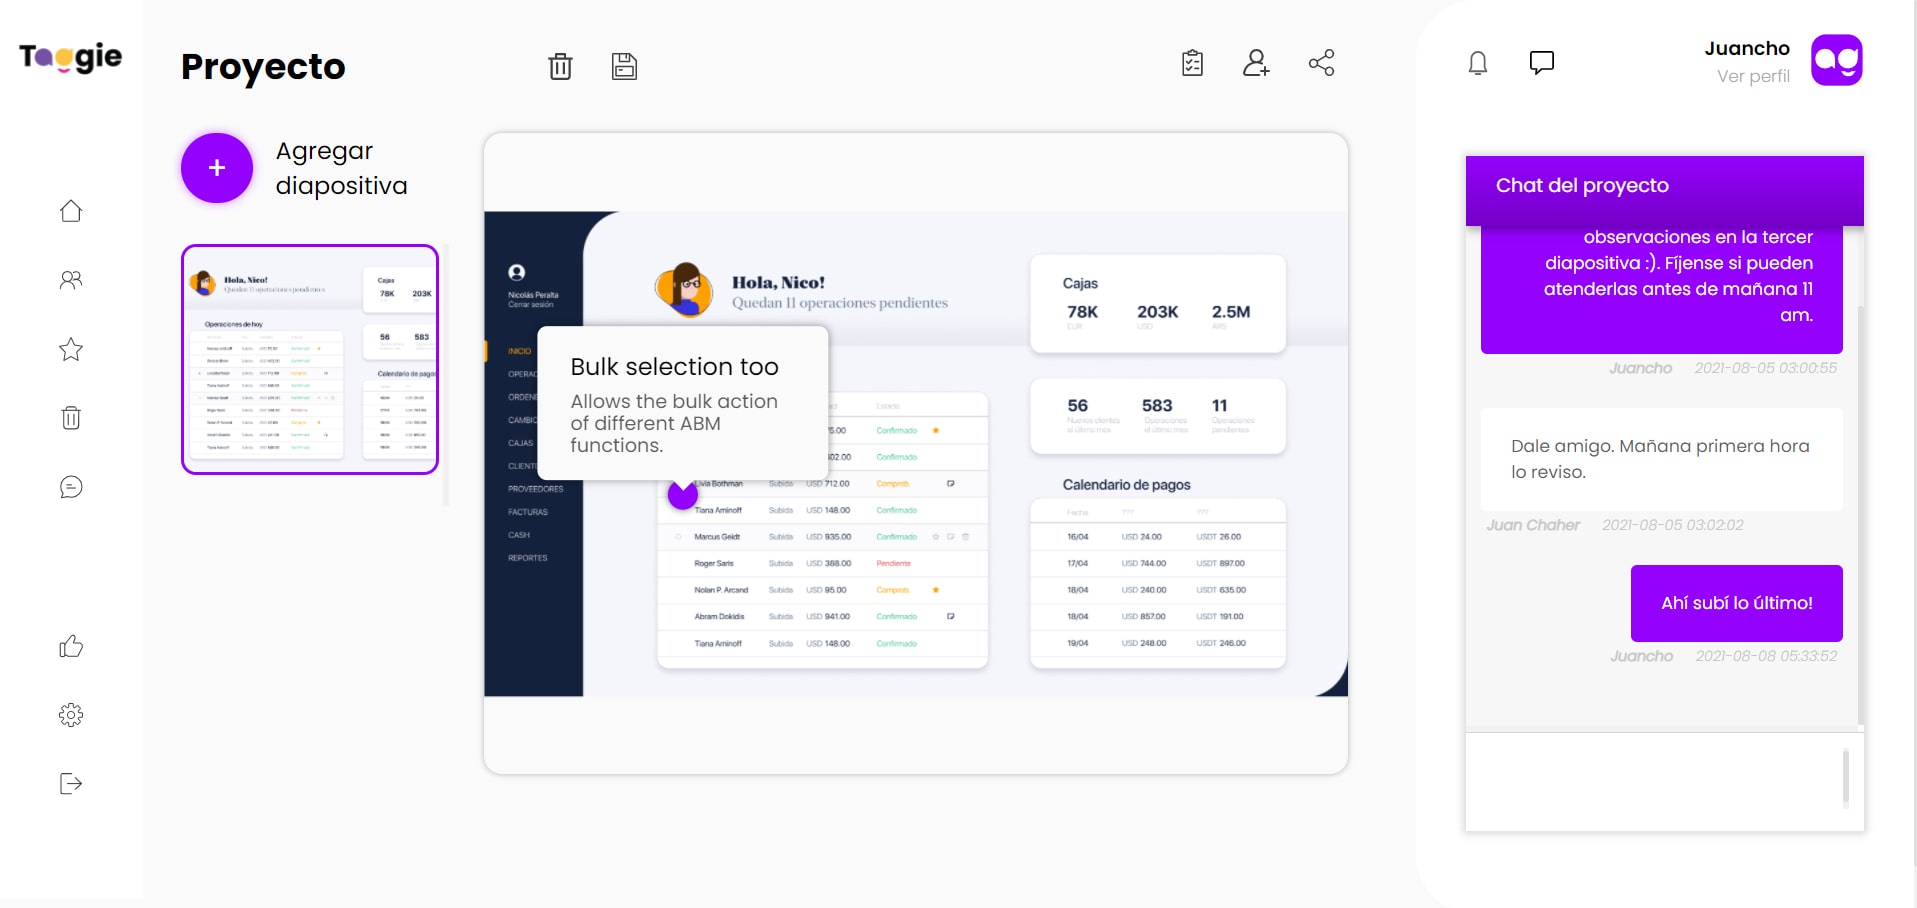 Taggie
Proyecto
Juancho
Ver perfil
+
Agregar
diapositiva
Hola, Nico!
Quedan 11 operaciones pendientes
Cajas
78K 203K
Operaciones de hoy
56 583
Calendario de pagos
Nicolás Peralta
Cerrar sesión
INICIO
OPERAC
ORDENE
CAMBIO
CAJAS
CLIENT
PROVEEDORES
FACTURAS
CASH
REPORTES
Hola, Nico!
Quedan 11 operaciones pendientes
Bulk selection too
Allows the bulk action
of different ABM
functions.
Estado
75.00 Confirmado
402.00 Confirmado
Livia Bothman Subida USD 712.00 Comprob.
Tiana Aminoff Subida USD 148.00 Confirmado
Marcus Geidt Subida USD 935.00 Confirmado
Roger Saris Subida USD 388.00 Pendiente
Nolan P. Arcand Subida USD 95.00 Comprob.
Abram Dokidis Subida USD 941.00 Confirmado
Tiana Aminoff Subida USD 148.00 Confirmado
Cajas
78K 203K 2.5M
EUR USD ARS
56 583 11
Nuevos clientes Operaciones Operaciones
el último mes el último mes pendientes
Calendario de pagos
Fecha ??? ???
16/04 USD 24.00 USDT 26.00
17/04 USD 744.00 USDT 897.00
18/04 USD 240.00 USDT 635.00
18/04 USD 857.00 USDT 191.00
19/04 USD 248.00 USDT 246.00
Chat del proyecto
observaciones en la tercer
diapositiva :). Fíjense si pueden
atenderlas antes de mañana 11
am.
Juancho 2021-08-05 03:00:55
Dale amigo. Mañana primera hora
lo reviso.
Juan Chaher 2021-08-05 03:02:02
Ahí subí lo último!
Juancho 2021-08-08 05:33:52